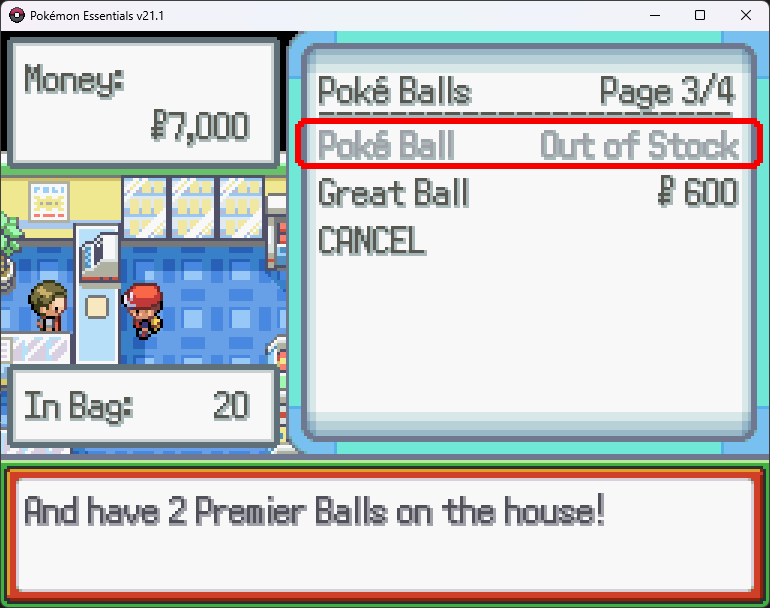 Pokémon Essentials v21.1
Money:
₽7,000
Poké Balls Page 3/4
Poké Ball Out of Stock
Great Ball ₽ 600
CANCEL
In Bag: 20
And have 2 Premier Balls on the house!